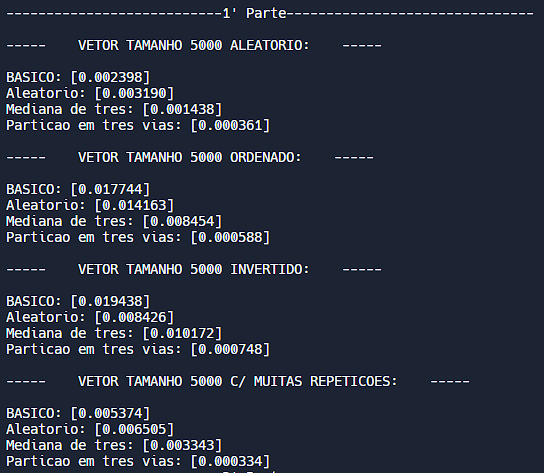 ---------------------------1' Parte-------------------------------
-----    VETOR TAMANHO 5000 ALEATORIO:    -----
BASICO: [0.002398]
Aleatorio: [0.003190]
Mediana de tres: [0.001438]
Particao em tres vias: [0.000361]
-----    VETOR TAMANHO 5000 ORDENADO:    -----
BASICO: [0.017744]
Aleatorio: [0.014163]
Mediana de tres: [0.008454]
Particao em tres vias: [0.000588]
-----    VETOR TAMANHO 5000 INVERTIDO:    -----
BASICO: [0.019438]
Aleatorio: [0.008426]
Mediana de tres: [0.010172]
Particao em tres vias: [0.000748]
-----    VETOR TAMANHO 5000 C/ MUITAS REPETICOES:    -----
BASICO: [0.005374]
Aleatorio: [0.006505]
Mediana de tres: [0.003343]
Particao em tres vias: [0.000334]